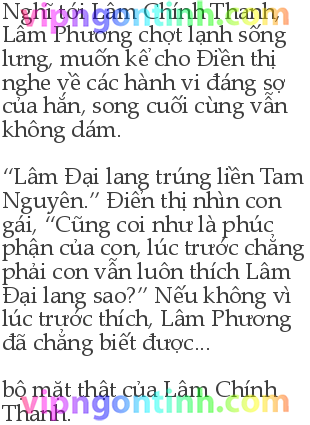 Nghĩ tới Lâm Chính Thanh,
Lâm Phương chợt lạnh sống
lưng, muốn kể cho Điền thị
nghe về các hành vi đáng sợ
của hắn, song cuối cùng vẫn
không dám.

“Lâm Đại lang trúng liền Tam
Nguyên.” Điền thị nhìn con
gái, “Cũng coi như là phúc
phận của con, lúc trước chẳng
phải con vẫn luôn thích Lâm
Đại lang sao?” Nếu không vì
lúc trước thích, Lâm Phương
đã chẳng biết được...

bộ mặt thật của Lâm Chính
Thanh.
vipngontinh.com
vipngontinh.com